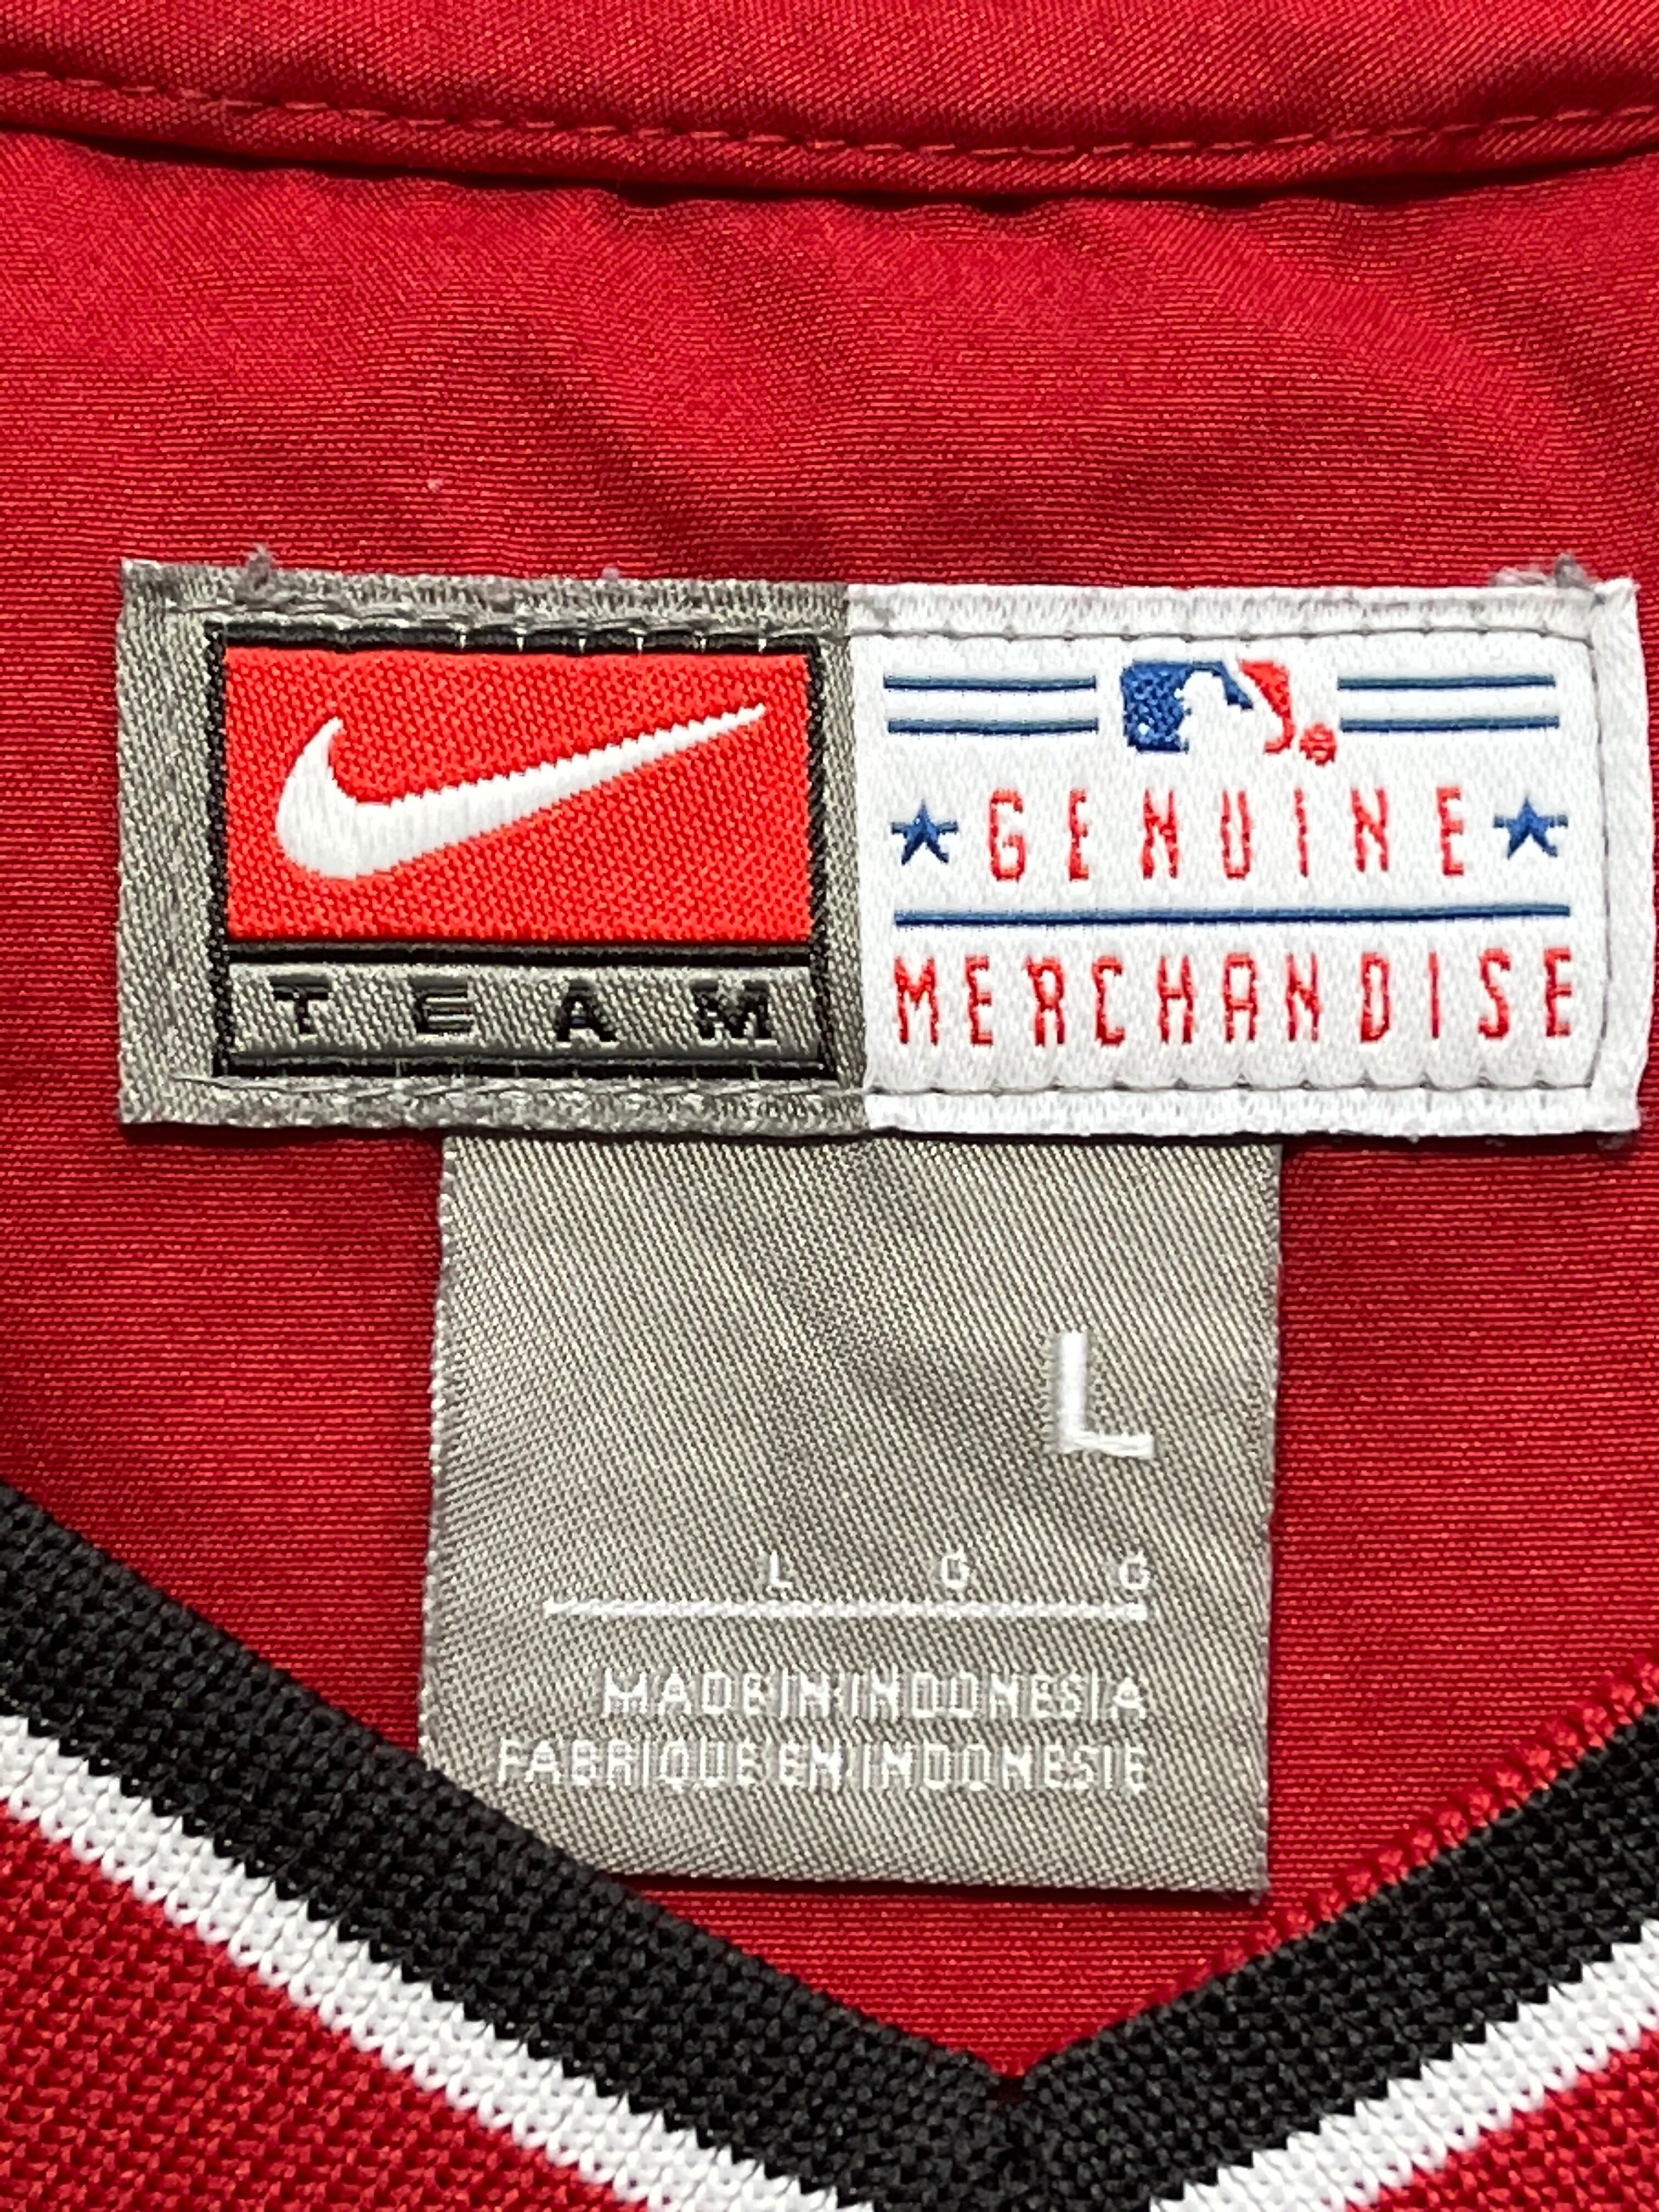 TEAM
GENUINE
MERCHANDISE
L
L G G
MADE IN INDONESIA
FABRIQUE EN INDONESIE